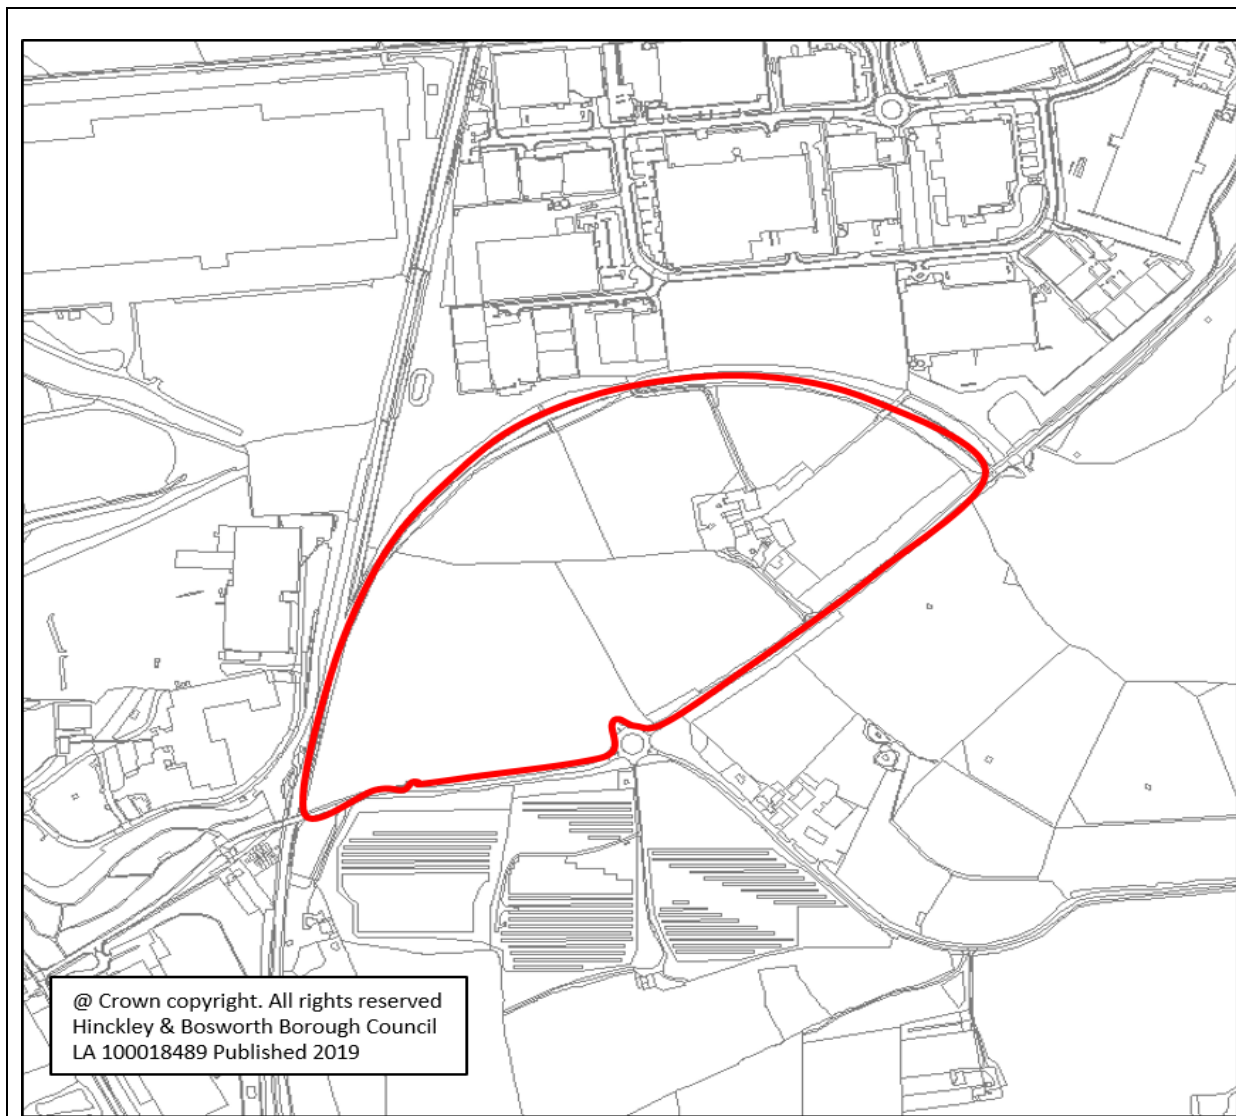 @ Crown copyright. All rights reserved
Hinckley & Bosworth Borough Council
LA 100018489 Published 2019